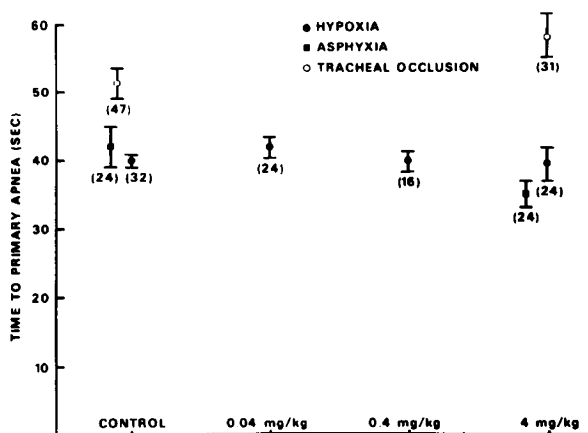 60
50
40
30
20
10
TIME TO PRIMARY APNEA (SEC)
HYPOXIA
ASPHYXIA
TRACHEAL OCCLUSION
(47)
(31)
(24) (32)
(24)
(16)
(24)
(24)
CONTROL 0.04 mg/kg 0.4 mg/kg 4 mg/kg